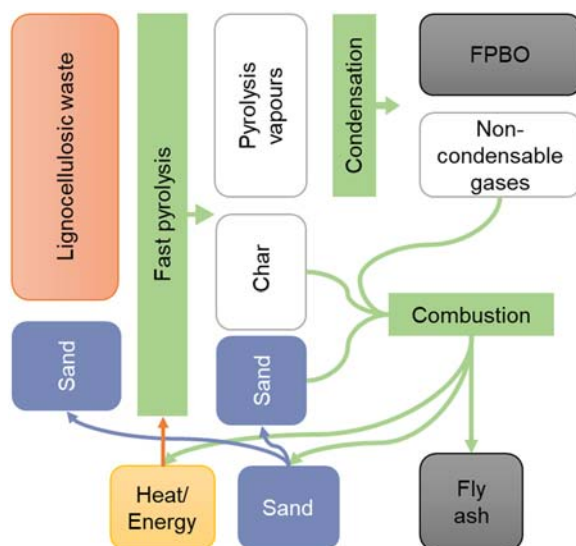 Lignocellulosic waste
Fast pyrolysis
Pyrolysis
vapours
Condensation
FPBO
Non-
condensable
gases
Char
Combustion
Sand
Sand
Heat/
Energy
Sand
Fly
ash